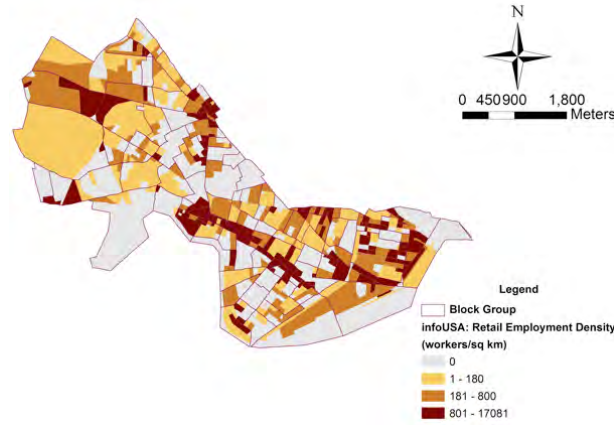 N
0 450900 1,800
Meters
Legend
Block Group
infoUSA: Retail Employment Density
(workers/sq km)
0
1 - 180
181 - 800
801 - 17081